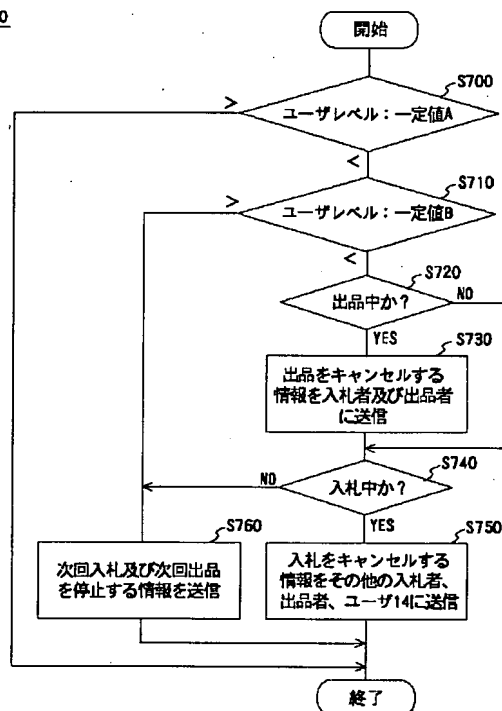 0
開始
S700
>
ユーザレベル:一定値A
<
S710
>
ユーザレベル:一定値B
<
S720
出品中か?
NO
YES
S730
出品をキャンセルする
情報を入札者及び出品者
に送信
S740
NO
入札中か?
YES
S760
次回入札及び次回出品
を停止する情報を送信
S750
入札をキャンセルする
情報をその他の入札者、
出品者、ユーザ14に送信
終了